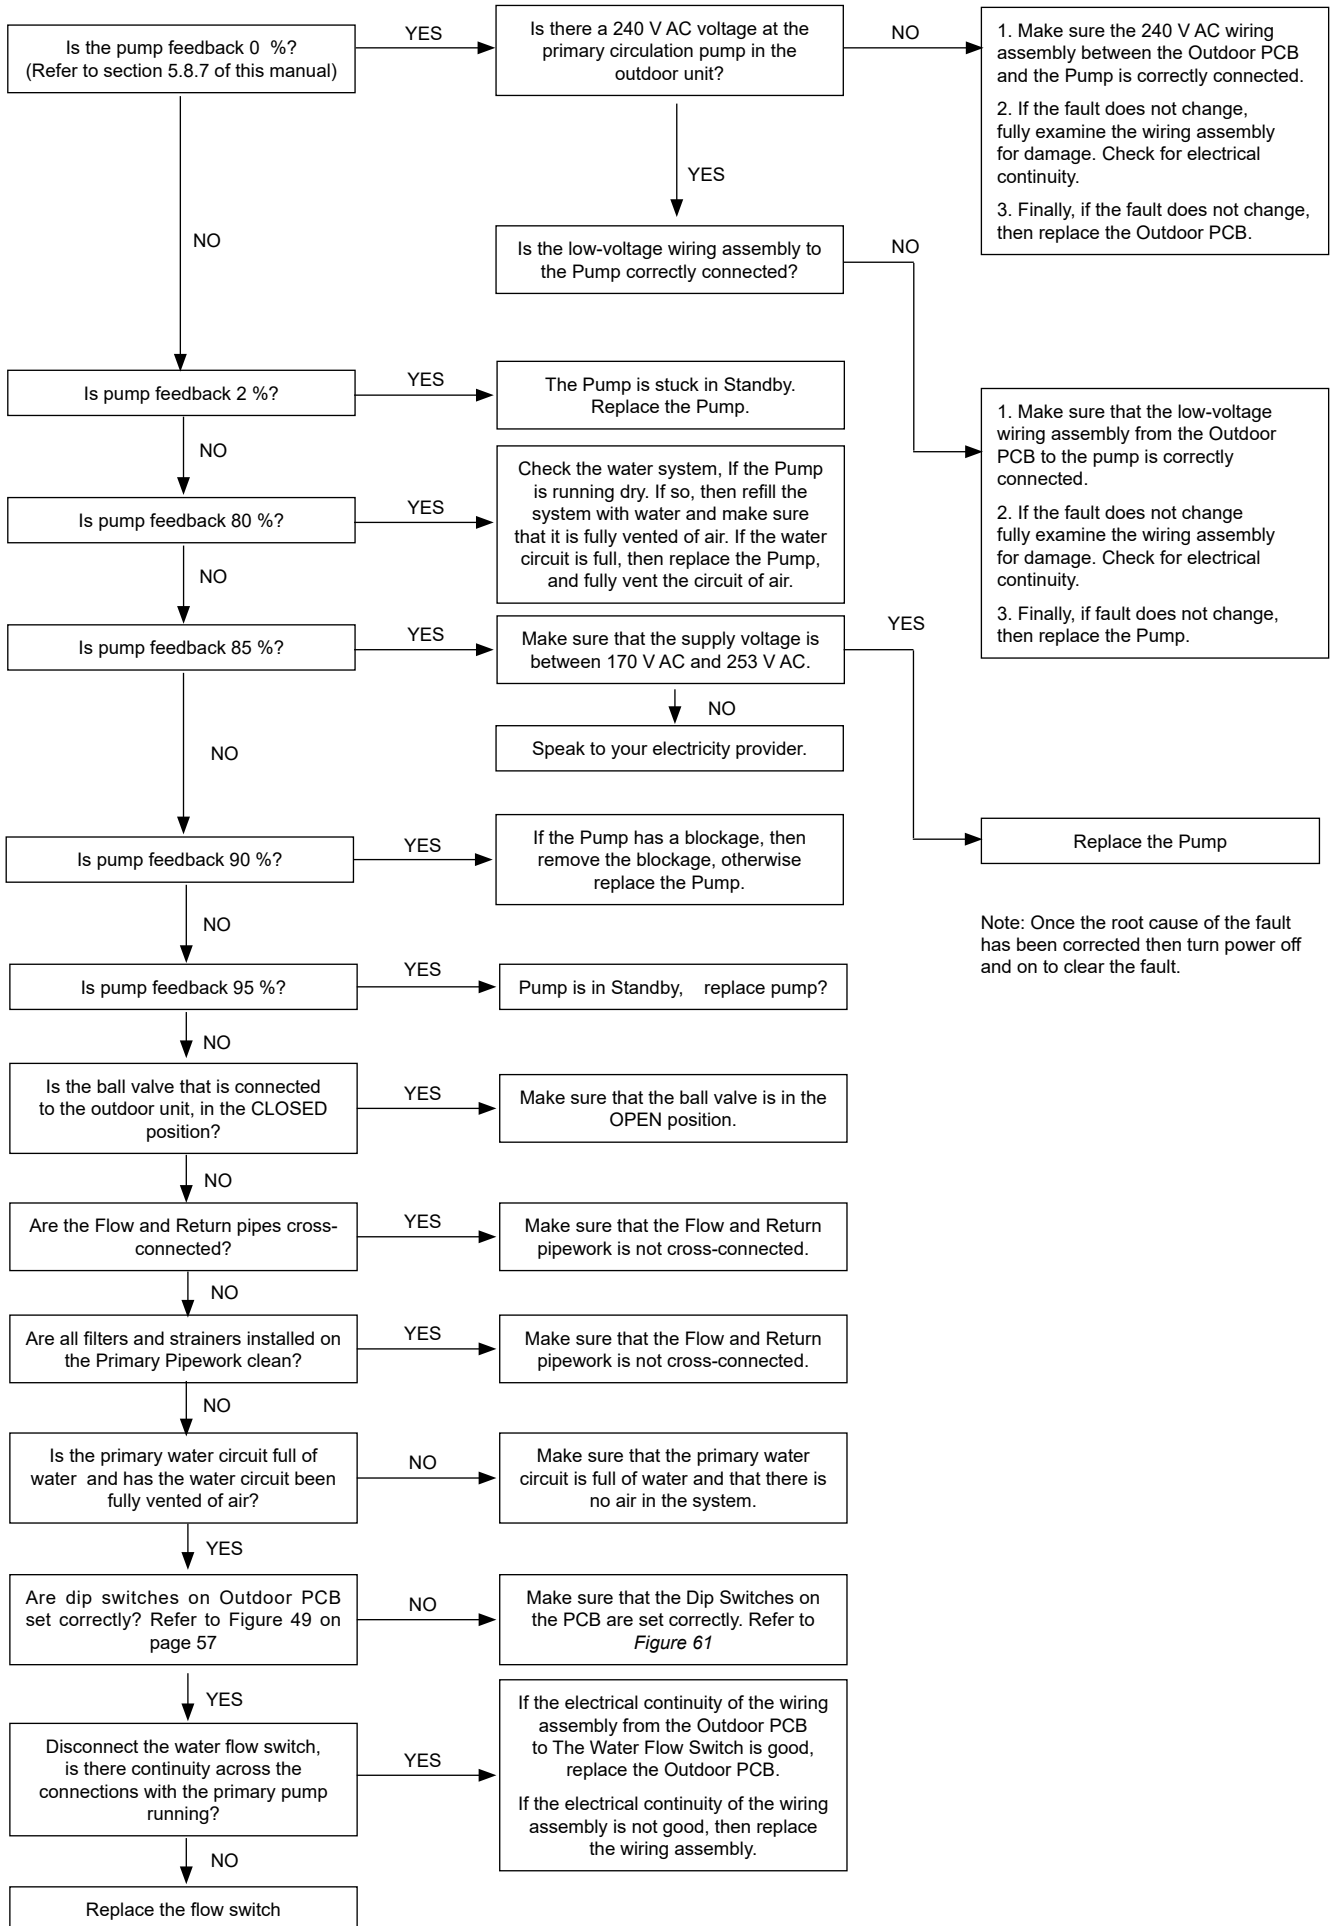 Is the pump feedback 0 %?
(Refer to section 5.8.7 of this manual)
YES
Is there a 240 V AC voltage at the
primary circulation pump in the
outdoor unit?
NO
1. Make sure the 240 V AC wiring
assembly between the Outdoor PCB
and the Pump is correctly connected.
2. If the fault does not change,
fully examine the wiring assembly
for damage. Check for electrical
continuity.
3. Finally, if the fault does not change,
then replace the Outdoor PCB.
YES
NO
Is the low-voltage wiring assembly to
the Pump correctly connected?
NO
1. Make sure that the low-voltage
wiring assembly from the Outdoor
PCB to the pump is correctly
connected.
2. If the fault does not change
fully examine the wiring assembly
for damage. Check for electrical
continuity.
3. Finally, if fault does not change,
then replace the Pump.
Is pump feedback 2 %?
YES
The Pump is stuck in Standby.
Replace the Pump.
NO
Is pump feedback 80 %?
YES
Check the water system, If the Pump
is running dry. If so, then refill the
system with water and make sure
that it is fully vented of air. If the water
circuit is full, then replace the Pump,
and fully vent the circuit of air.
NO
Is pump feedback 85 %?
YES
Make sure that the supply voltage is
between 170 V AC and 253 V AC.
YES
NO
Speak to your electricity provider.
NO
Replace the Pump
Is pump feedback 90 %?
YES
If the Pump has a blockage, then
remove the blockage, otherwise
replace the Pump.
Note: Once the root cause of the fault
has been corrected then turn power off
and on to clear the fault.
NO
Is pump feedback 95 %?
YES
Pump is in Standby, replace pump?
NO
Is the ball valve that is connected
to the outdoor unit, in the CLOSED
position?
YES
Make sure that the ball valve is in the
OPEN position.
NO
Are the Flow and Return pipes cross-
connected?
YES
Make sure that the Flow and Return
pipework is not cross-connected.
NO
Are all filters and strainers installed on
the Primary Pipework clean?
YES
Make sure that the Flow and Return
pipework is not cross-connected.
NO
Is the primary water circuit full of
water and has the water circuit been
fully vented of air?
NO
Make sure that the primary water
circuit is full of water and that there is
no air in the system.
YES
Are dip switches on Outdoor PCB
set correctly? Refer to Figure 49 on
page 57
NO
Make sure that the Dip Switches on
the PCB are set correctly. Refer to
Figure 61
YES
Disconnect the water flow switch,
is there continuity across the
connections with the primary pump
running?
YES
If the electrical continuity of the wiring
assembly from the Outdoor PCB
to The Water Flow Switch is good,
replace the Outdoor PCB.
If the electrical continuity of the wiring
assembly is not good, then replace
the wiring assembly.
NO
Replace the flow switch